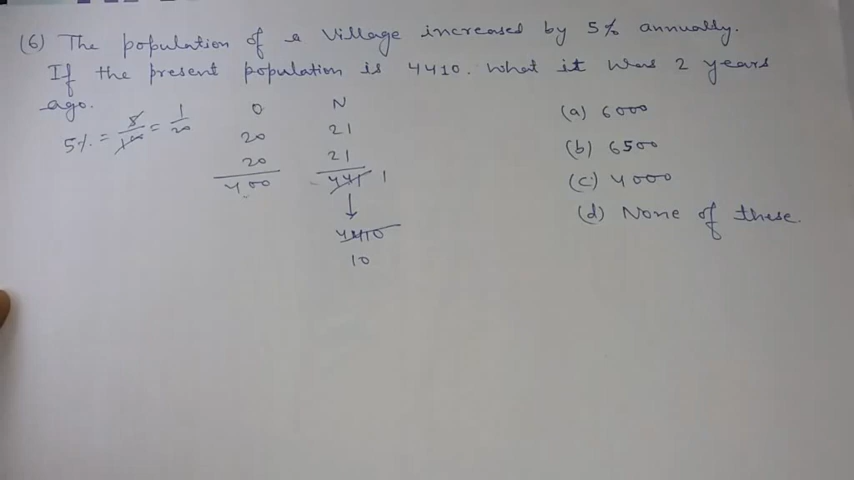 (6) The population of a Village increased by 5% annually.
If the present population is 4410. What it was 2 years
ago.
5% = 5/100 = 1/20
O N
20 21
20 21
400 441 1
↓
4410
10
(a) 6000
(b) 6500
(c) 4000
(d) None of these.